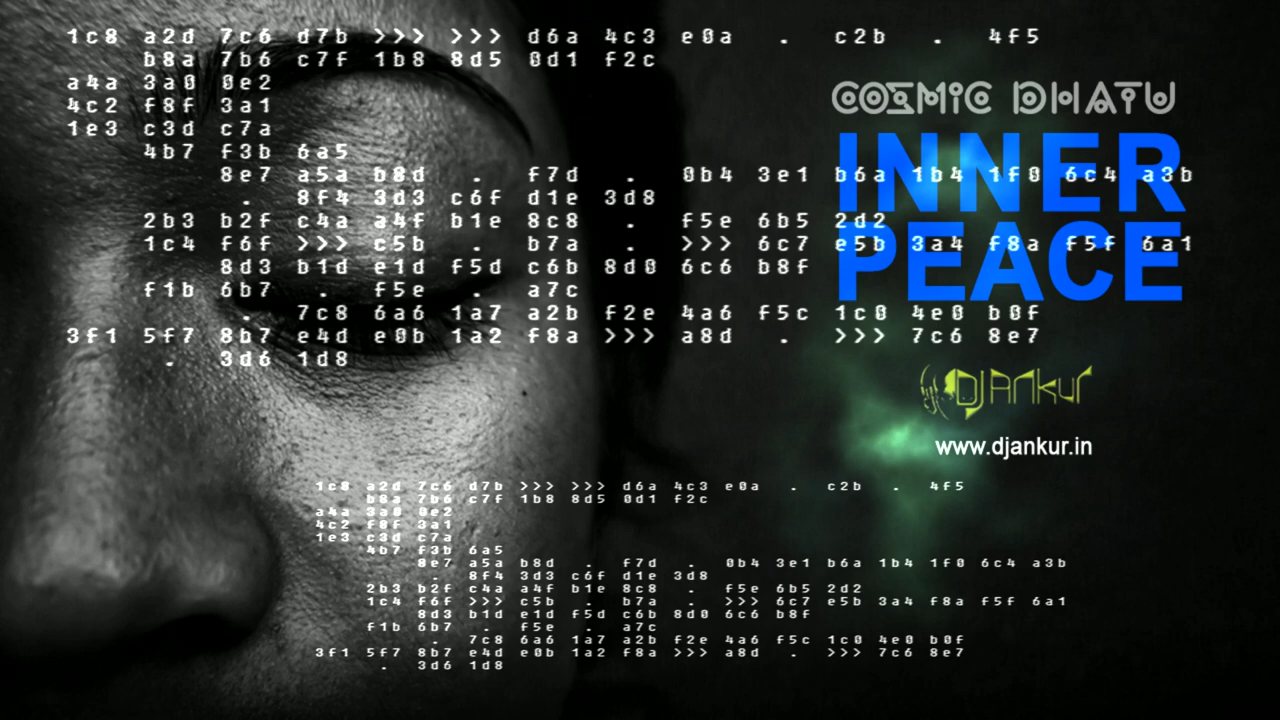 1c8 a2d 7c6 d7b >>> >>> d6a 4c3 e0a . c2b . 4f5
b8a 7b6 c7f 1b8 8d5 0d1 f2c
a4a 3a0 0e2
4c2 f8f 3a1
1e3 c3d c7a
4b7 f3b 6a5
8e7 a5a b8d . f7d . 0b4 3e1 b6a 1b4 1f0 6c4 a3b
. 8f4 3d3 c6f d1e 3d8
2b3 b2f c4a a4f b1e 8c8 . f5e 6b5 2d2
1c4 f6f >>> c5b . b7a . >>> 6c7 e5b 3a4 f8a f5f 6a1
8d3 b1d e1d f5d c6b 8d0 6c6 b8f
f1b 6b7 . f5e . a7c
. 7c8 6a6 1a7 a2b f2e 4a6 f5c 1c0 4e0 b0f
3f1 5f7 8b7 e4d e0b 1a2 f8a >>> a8d . >>> 7c6 8e7
. 3d6 1d8
COSMIC DHATU
INNER
PEACE
DJ ANKUR
www.djankur.in
1c8 a2d 7c6 d7b >>> >>> d6a 4c3 e0a . c2b . 4f5
b8a 7b6 c7f 1b8 8d5 0d1 f2c
a4a 3a0 0e2
4c2 f8f 3a1
1e3 c3d c7a
4b7 f3b 6a5
8e7 a5a b8d . f7d . 0b4 3e1 b6a 1b4 1f0 6c4 a3b
. 8f4 3d3 c6f d1e 3d8
2b3 b2f c4a a4f b1e 8c8 . f5e 6b5 2d2
1c4 f6f >>> c5b . b7a . >>> 6c7 e5b 3a4 f8a f5f 6a1
8d3 b1d e1d f5d c6b 8d0 6c6 b8f
f1b 6b7 . f5e . a7c
. 7c8 6a6 1a7 a2b f2e 4a6 f5c 1c0 4e0 b0f
3f1 5f7 8b7 e4d e0b 1a2 f8a >>> a8d . >>> 7c6 8e7
. 3d6 1d8